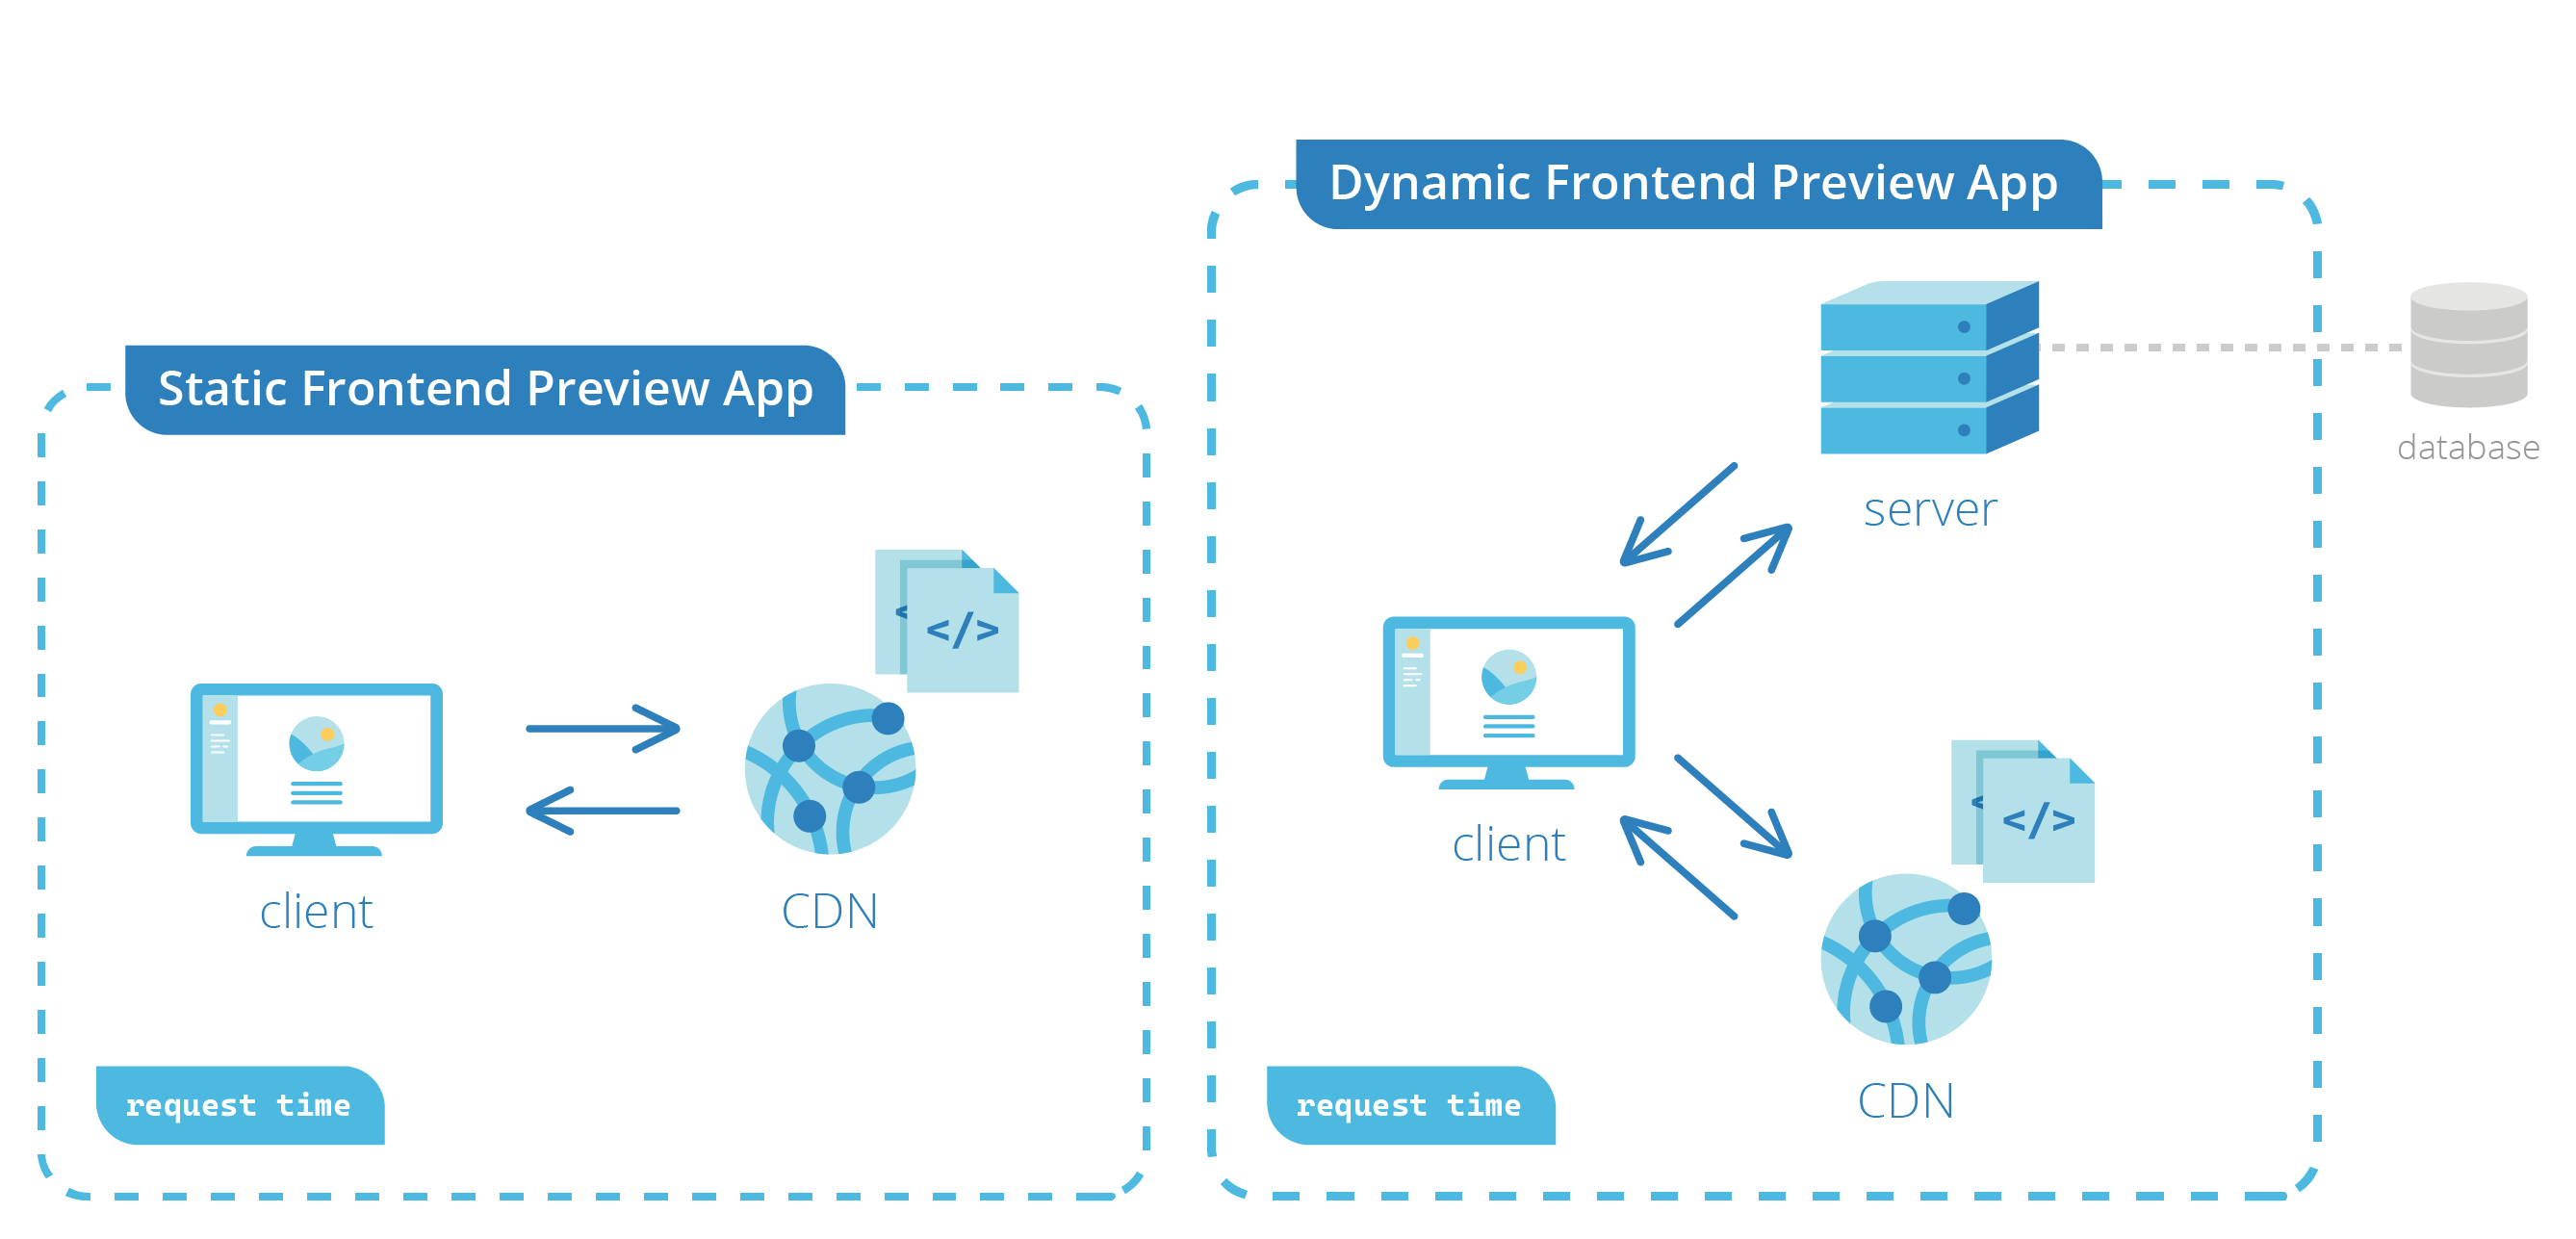 Static Frontend Preview App
</>
<
client
CDN
request time
Dynamic Frontend Preview App
server
database
client
</>
<
CDN
request time